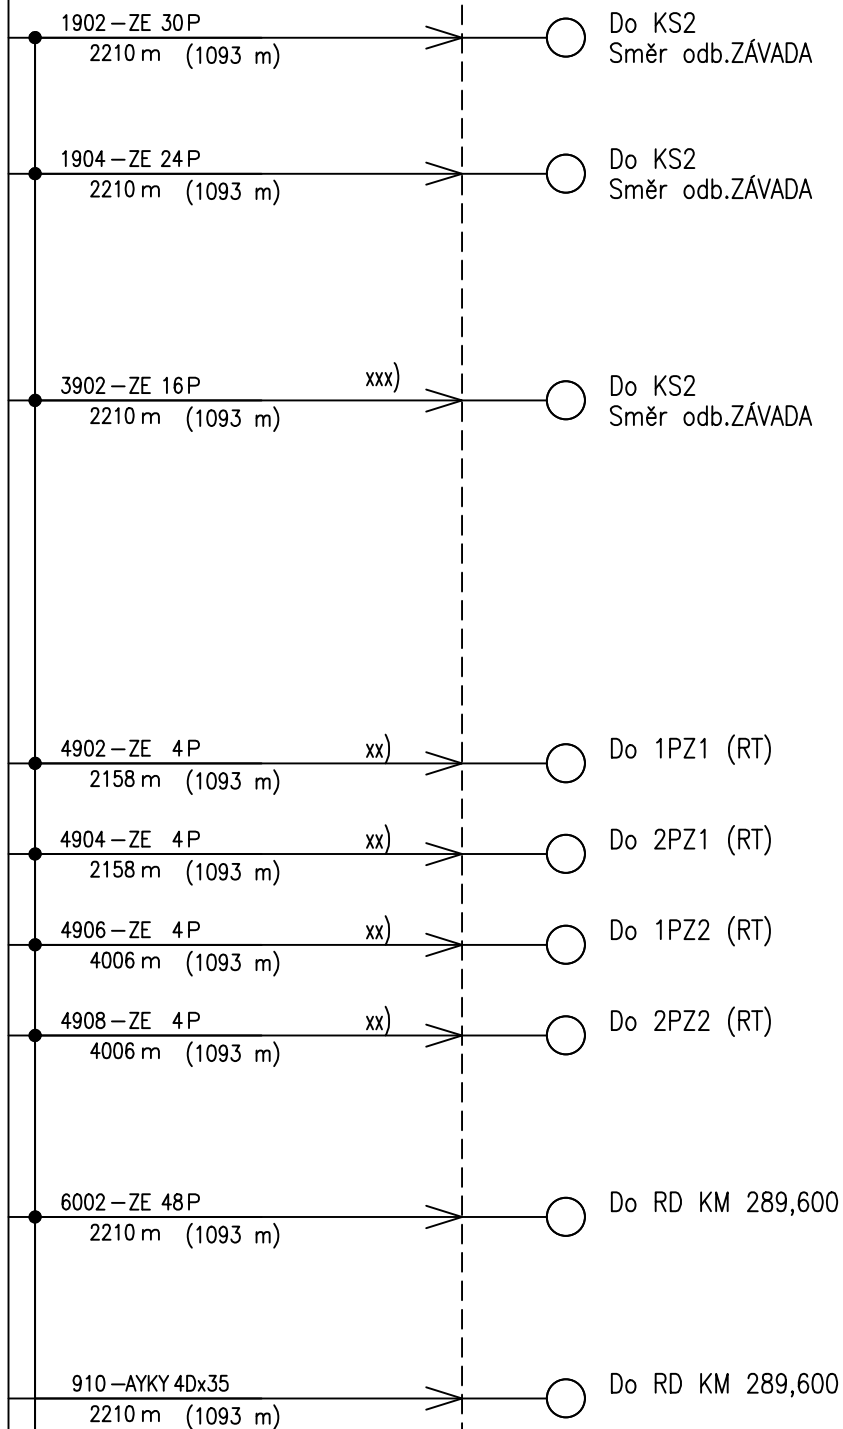 1902-ZE 30P
2210 m (1093 m)
Do KS2
Směr odb.ZÁVADA
1904-ZE 24P
2210 m (1093 m)
Do KS2
Směr odb.ZÁVADA
3902-ZE 16P xxx)
2210 m (1093 m)
Do KS2
Směr odb.ZÁVADA
4902-ZE 4P xx)
2158 m (1093 m)
Do 1PZ1 (RT)
4904-ZE 4P xx)
2158 m (1093 m)
Do 2PZ1 (RT)
4906-ZE 4P xx)
4006 m (1093 m)
Do 1PZ2 (RT)
4908-ZE 4P xx)
4006 m (1093 m)
Do 2PZ2 (RT)
6002-ZE 48P
2210 m (1093 m)
Do RD KM 289,600
910-AYKY 4Dx35
2210 m (1093 m)
Do RD KM 289,600